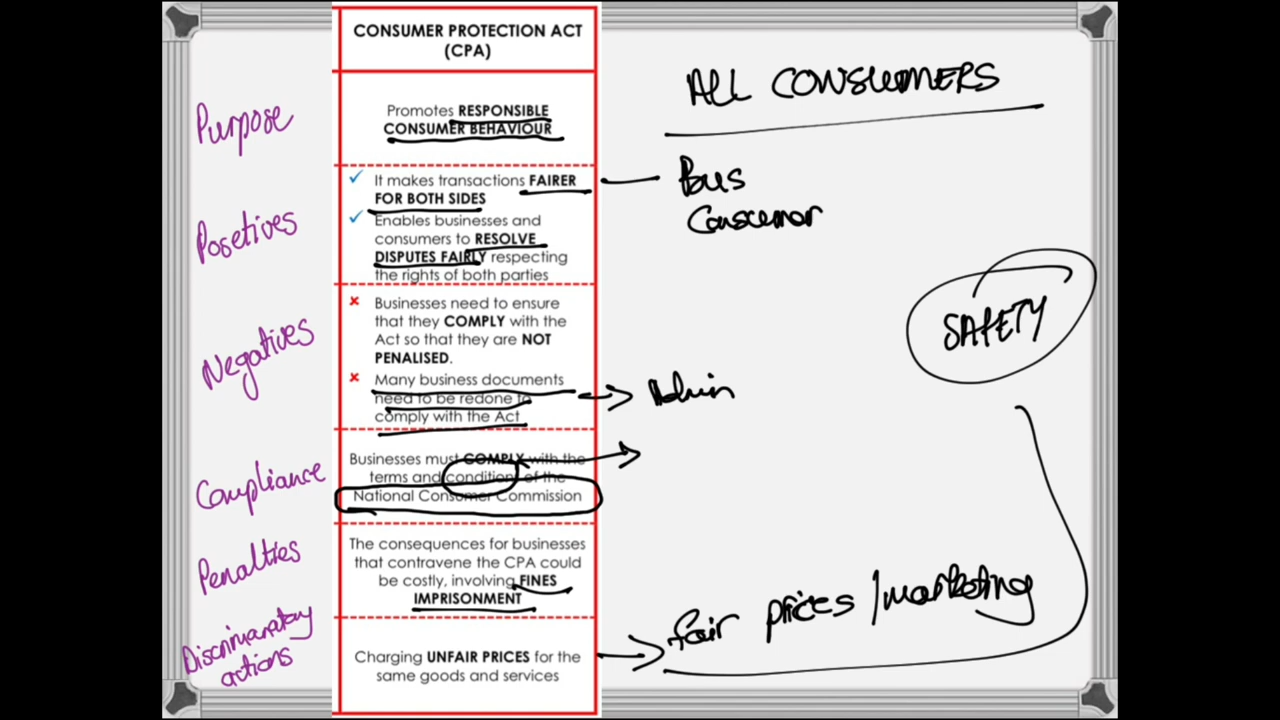 CONSUMER PROTECTION ACT
(CPA)
ALL CONSUMERS
Purpose
Promotes RESPONSIBLE
CONSUMER BEHAVIOUR
Posetives
✓ It makes transactions FAIRER
FOR BOTH SIDES
Bus
Consumer
✓ Enables businesses and
consumers to RESOLVE
DISPUTES FAIRLY respecting
the rights of both parties
SAFETY
Negatives
✘ Businesses need to ensure
that they COMPLY with the
Act so that they are NOT
PENALISED.
✘ Many business documents
need to be redone to
comply with the Act
Admin
Compliance
Businesses must COMPLY with the
terms and condition of the
National Consumer Commission
Penalties
The consequences for businesses
that contravene the CPA could
be costly, involving FINES
IMPRISONMENT
Discriminatory
actions
Charging UNFAIR PRICES for the
same goods and services
fair prices / marketing